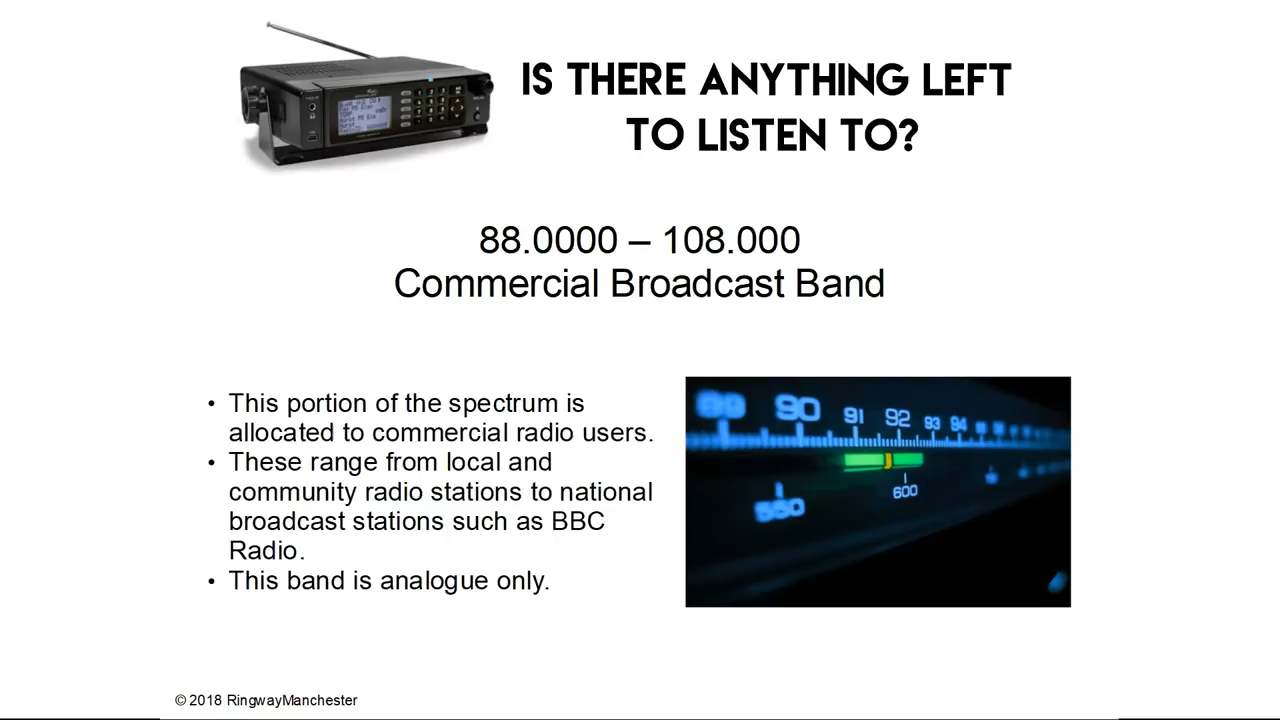 IS THERE ANYTHING LEFT
TO LISTEN TO?
88.0000 – 108.000
Commercial Broadcast Band
• This portion of the spectrum is
allocated to commercial radio users.
• These range from local and
community radio stations to national
broadcast stations such as BBC
Radio.
• This band is analogue only.
90 91 92 93 94
550 600
© 2018 RingwayManchester